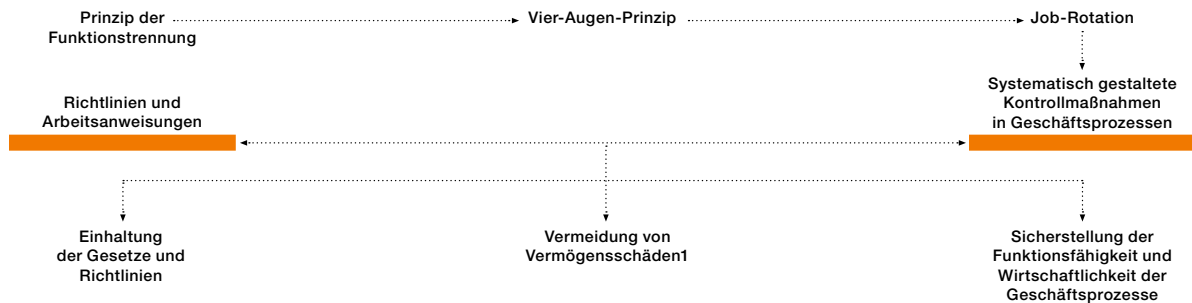 Prinzip der
Funktionstrennung
Vier-Augen-Prinzip
Job-Rotation
Richtlinien und
Arbeitsanweisungen
Systematisch gestaltete
Kontrollmaßnahmen
in Geschäftsprozessen
Einhaltung
der Gesetze und
Richtlinien
Vermeidung von
Vermögensschäden1
Sicherstellung der
Funktionsfähigkeit und
Wirtschaftlichkeit der
Geschäftsprozesse